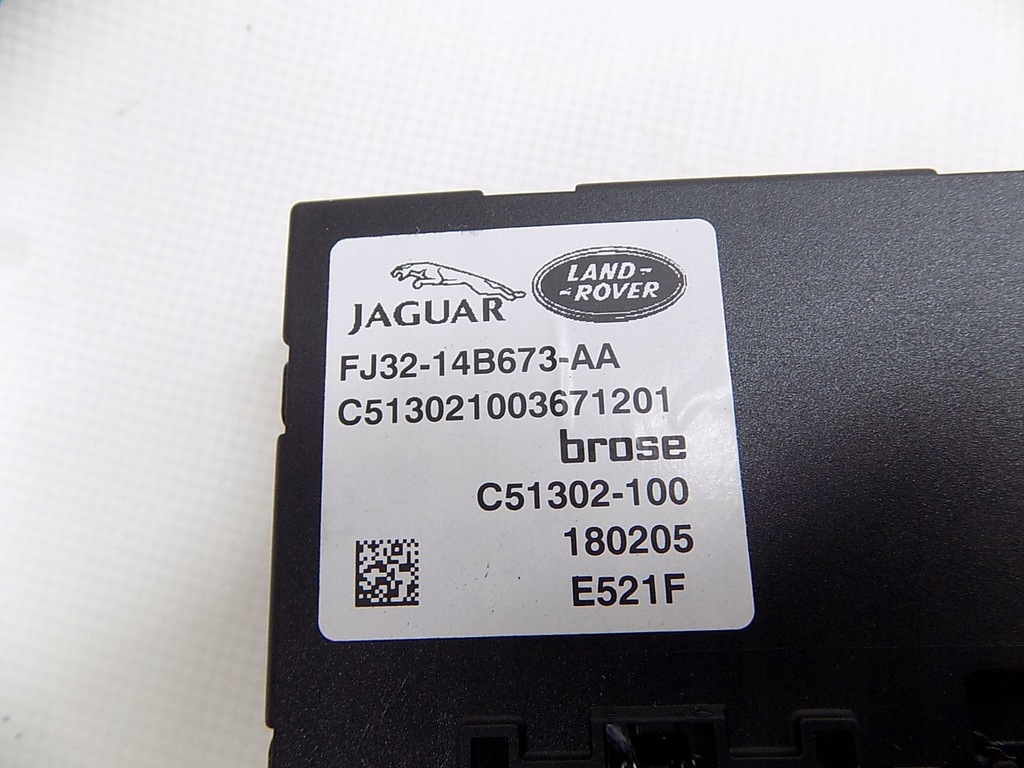 JAGUAR
LAND-
-ROVER
FJ32-14B673-AA
C513021003671201
brose
C51302-100
180205
E521F